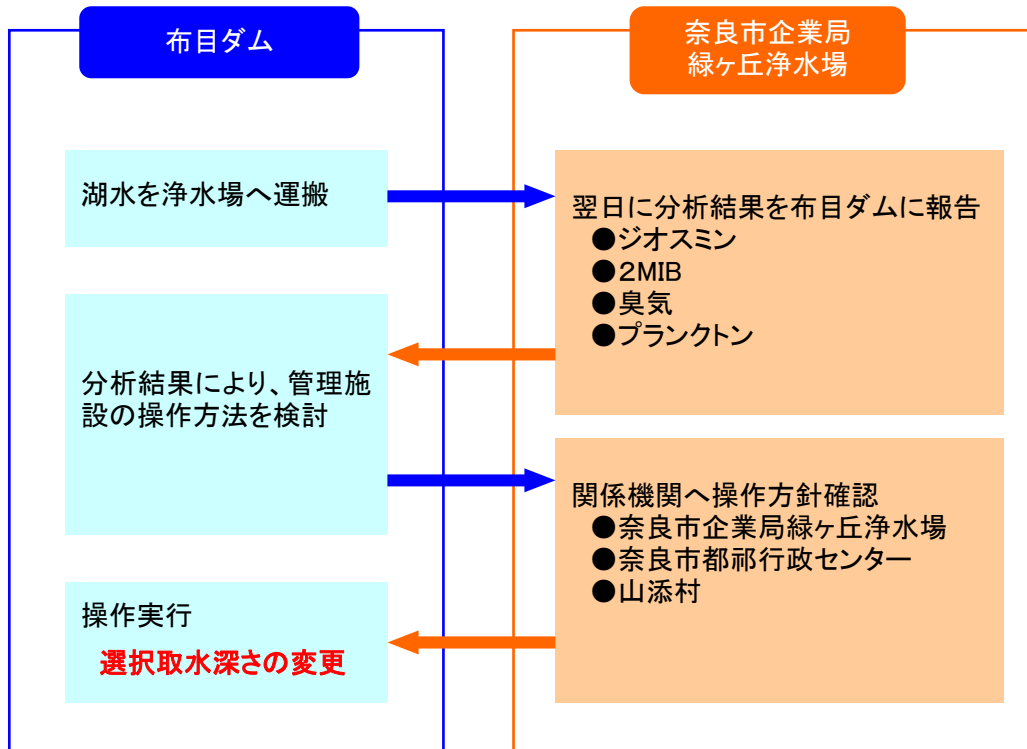 布目ダム
奈良市企業局
緑ヶ丘浄水場
湖水を浄水場へ運搬
翌日に分析結果を布目ダムに報告
●ジオスミン
●2MIB
●臭気
●プランクトン
分析結果により、管理施
設の操作方法を検討
関係機関へ操作方針確認
●奈良市企業局緑ヶ丘浄水場
●奈良市都祁行政センター
●山添村
操作実行
選択取水深さの変更